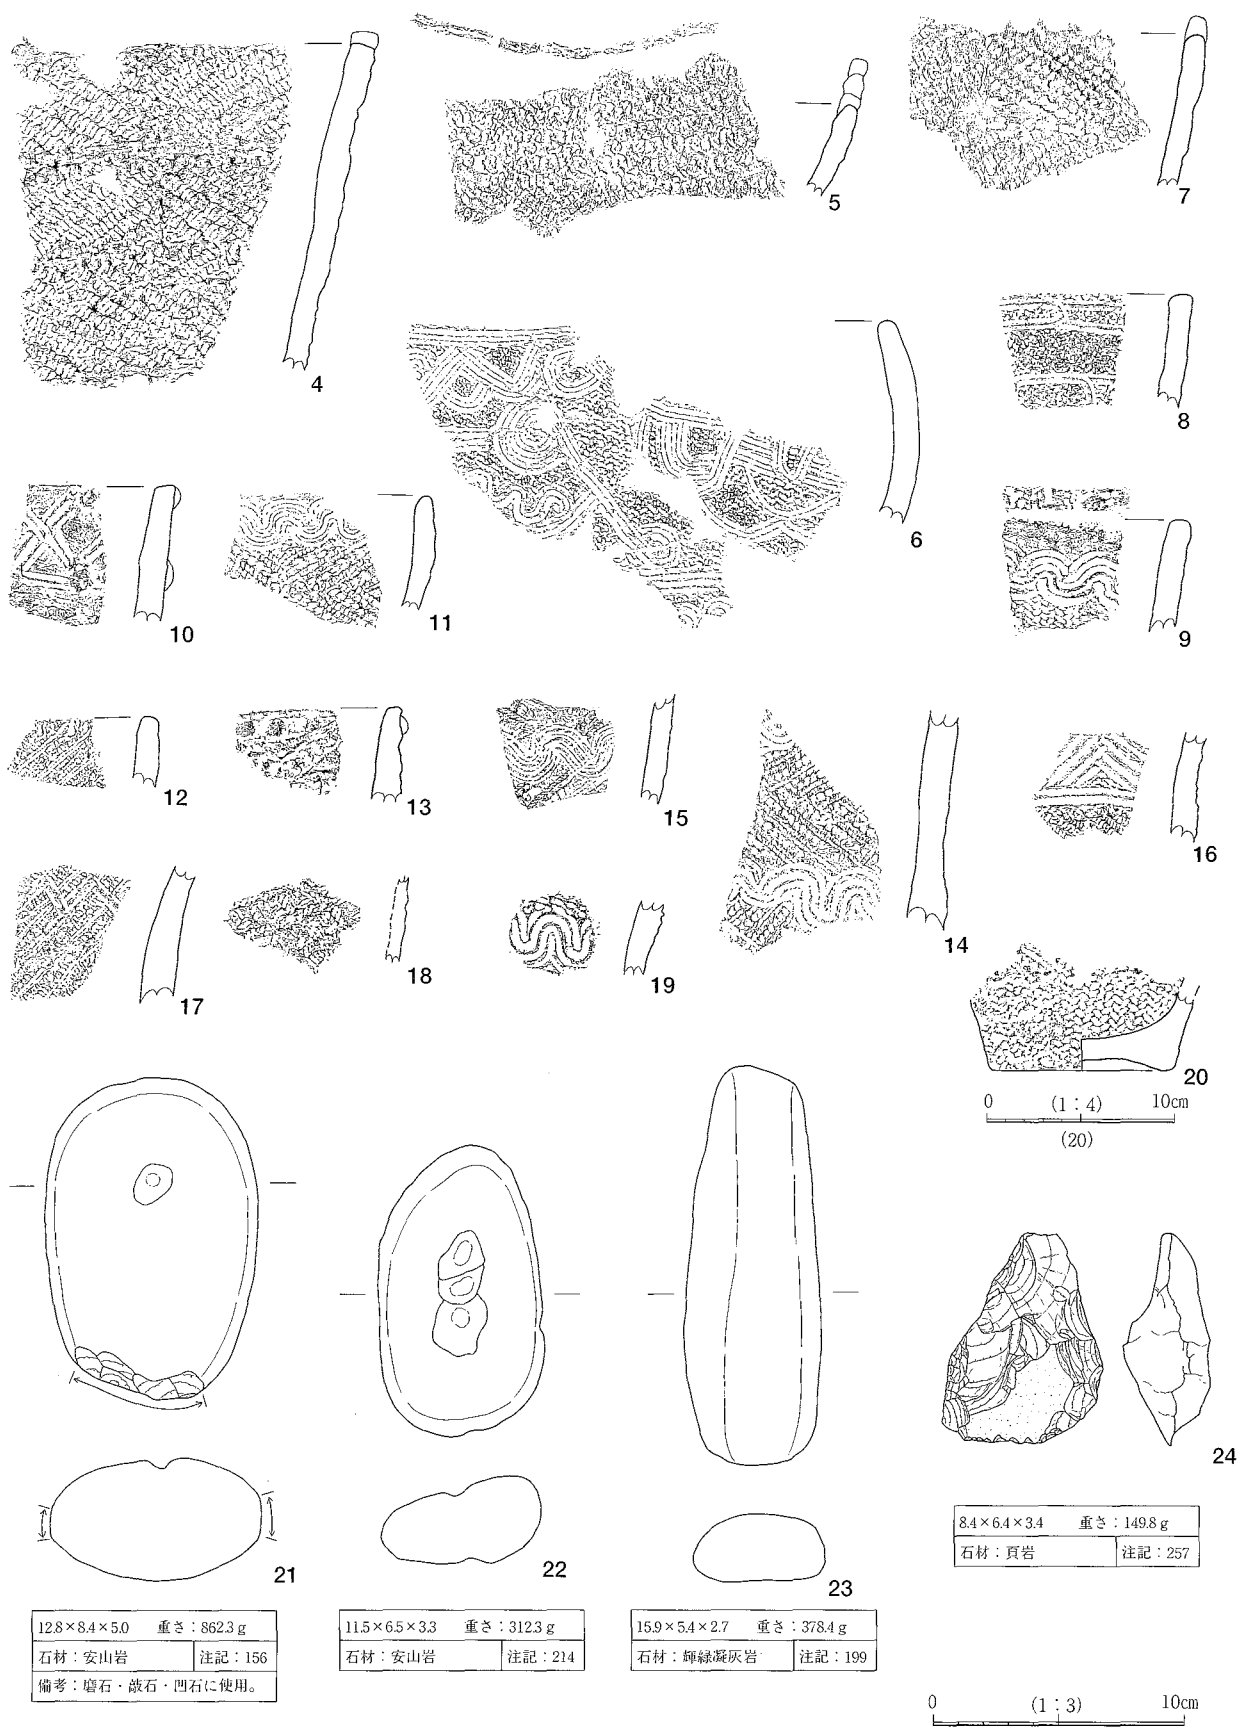 4
5
7
6
8
9
10
11
12
13
15
14
16
17
18
19
20
0 (1：4) 10cm
(20)
21
12.8×8.4×5.0 重さ：862.3 g
石材：安山岩 注記：156
備考：磨石・敲石・凹石に使用。
22
11.5×6.5×3.3 重さ：312.3 g
石材：安山岩 注記：214
23
15.9×5.4×2.7 重さ：378.4 g
石材：輝緑凝灰岩 注記：199
24
8.4×6.4×3.4 重さ：149.8 g
石材：頁岩 注記：257
0 (1：3) 10cm